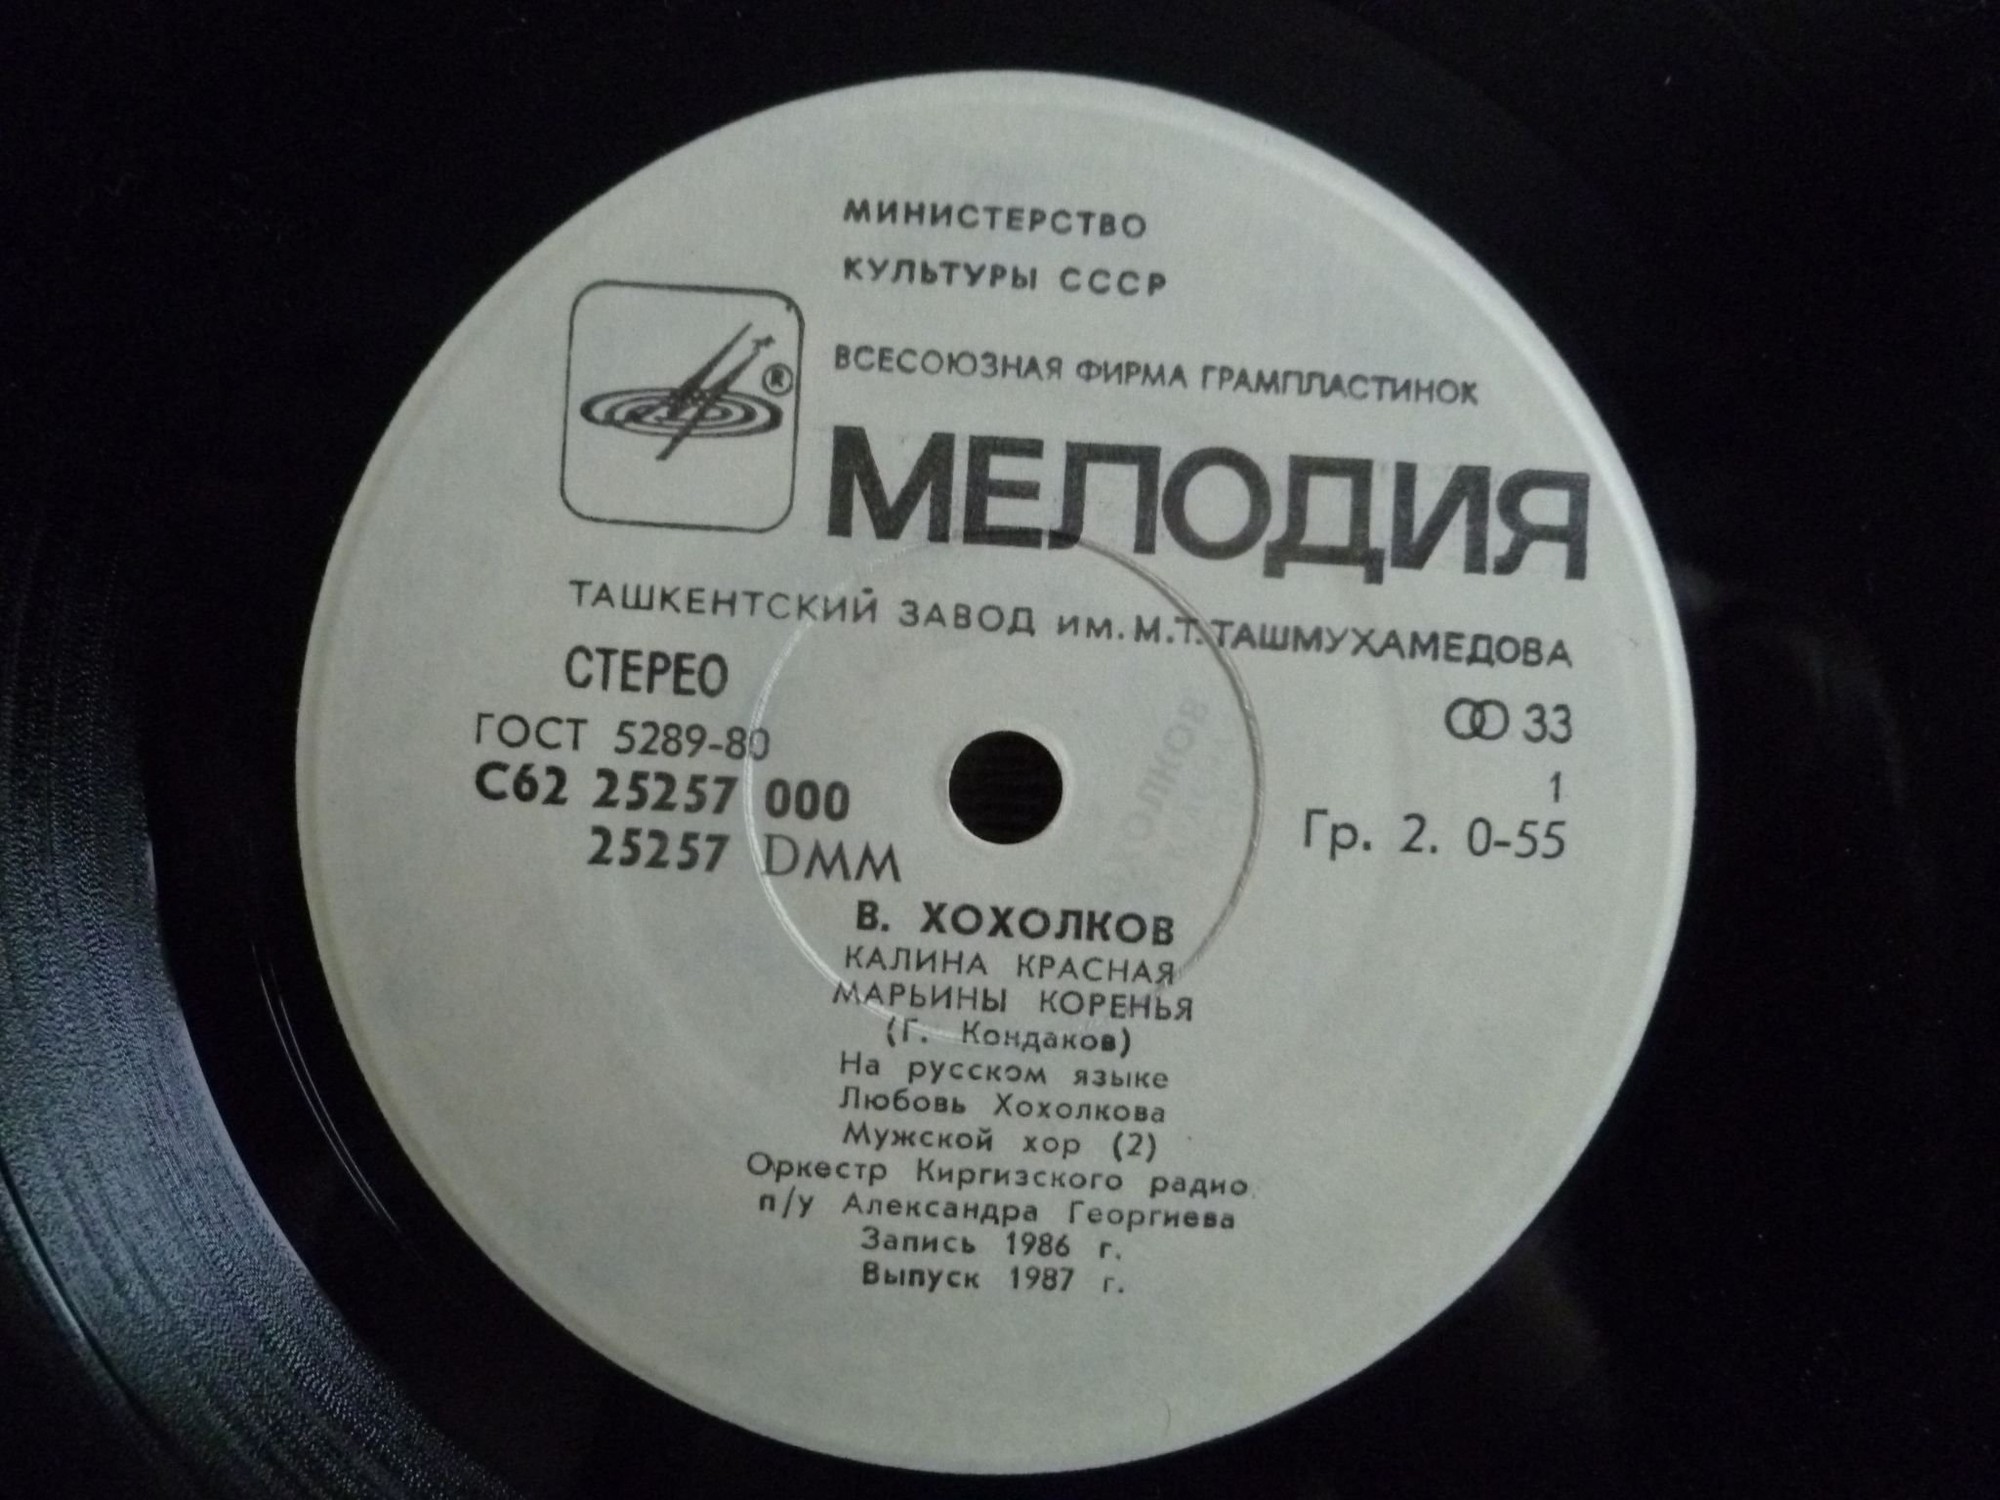 МИНИСТЕРСТВО
КУЛЬТУРЫ СССР
ВСЕСОЮЗНАЯ ФИРМА ГРАМПЛАСТИНОК
®
МЕЛОДИЯ
ТАШКЕНТСКИЙ ЗАВОД им. М.Т. ТАШМУХАМЕДОВА
СТЕРЕО
33
ГОСТ 5289-80
С62 25257 000
1
25257 DMM
Гр. 2. 0-55
В. ХОХОЛКОВ
КАЛИНА КРАСНАЯ
МАРЬИНЫ КОРЕНЬЯ
(Г. Кондаков)
На русском языке
Любовь Хохолкова
Мужской хор (2)
Оркестр Киргизского радио
п/у Александра Георгиева
Запись 1986 г.
Выпуск 1987 г.